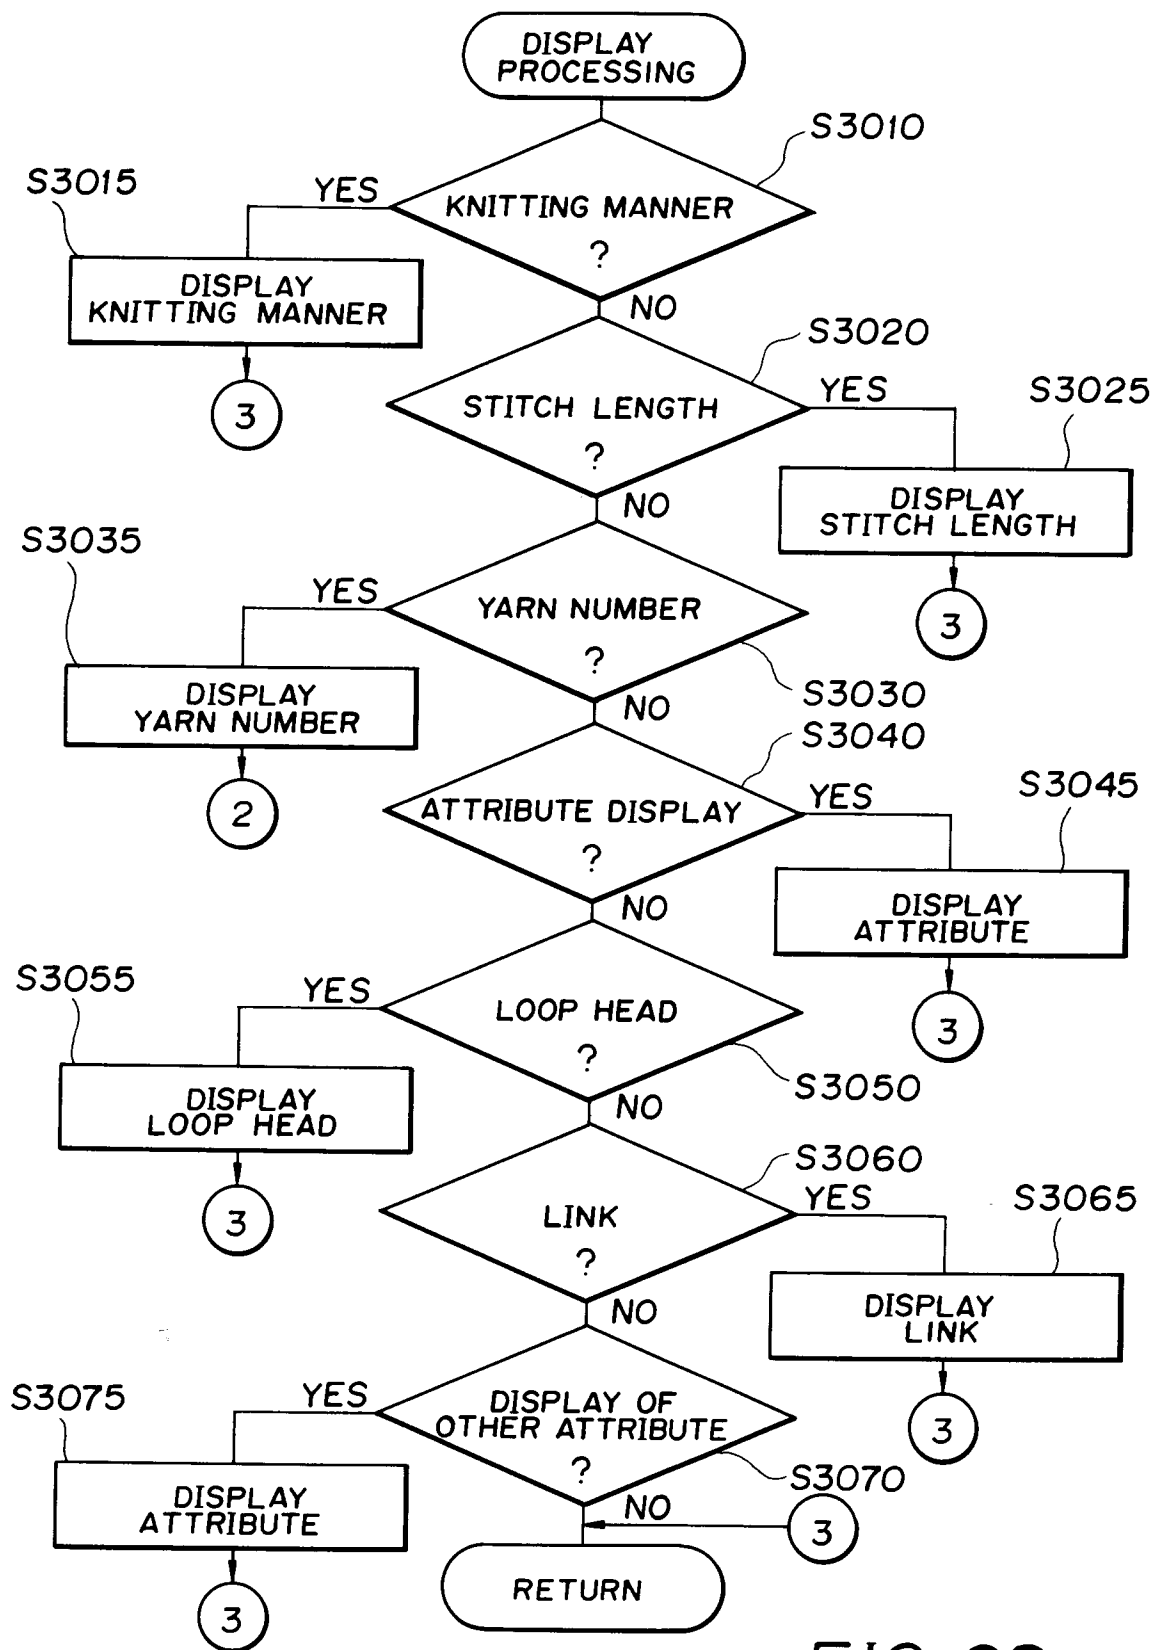 DISPLAY
PROCESSING
S3010
S3015
YES
KNITTING MANNER
?
DISPLAY
KNITTING MANNER
NO
S3020
3
STITCH LENGTH
?
YES
S3025
DISPLAY
STITCH LENGTH
NO
S3035
YES
YARN NUMBER
?
3
DISPLAY
YARN NUMBER
S3030
NO
S3040
2
ATTRIBUTE DISPLAY
?
YES
S3045
DISPLAY
ATTRIBUTE
NO
S3055
YES
LOOP HEAD
?
3
S3050
DISPLAY
LOOP HEAD
NO
S3060
3
LINK
?
YES
S3065
DISPLAY
LINK
NO
S3075
YES
DISPLAY OF
OTHER ATTRIBUTE
?
3
S3070
DISPLAY
ATTRIBUTE
NO
3
RETURN
3